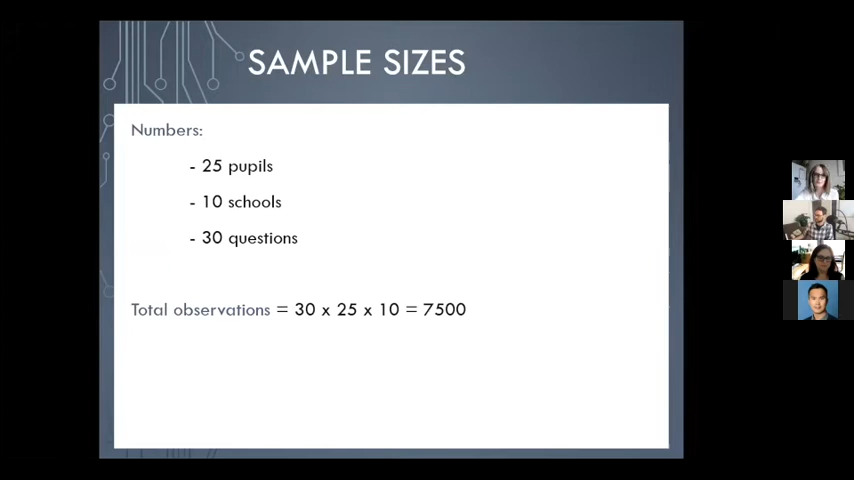 SAMPLE SIZES
Numbers:
- 25 pupils
- 10 schools
- 30 questions
Total observations = 30 x 25 x 10 = 7500